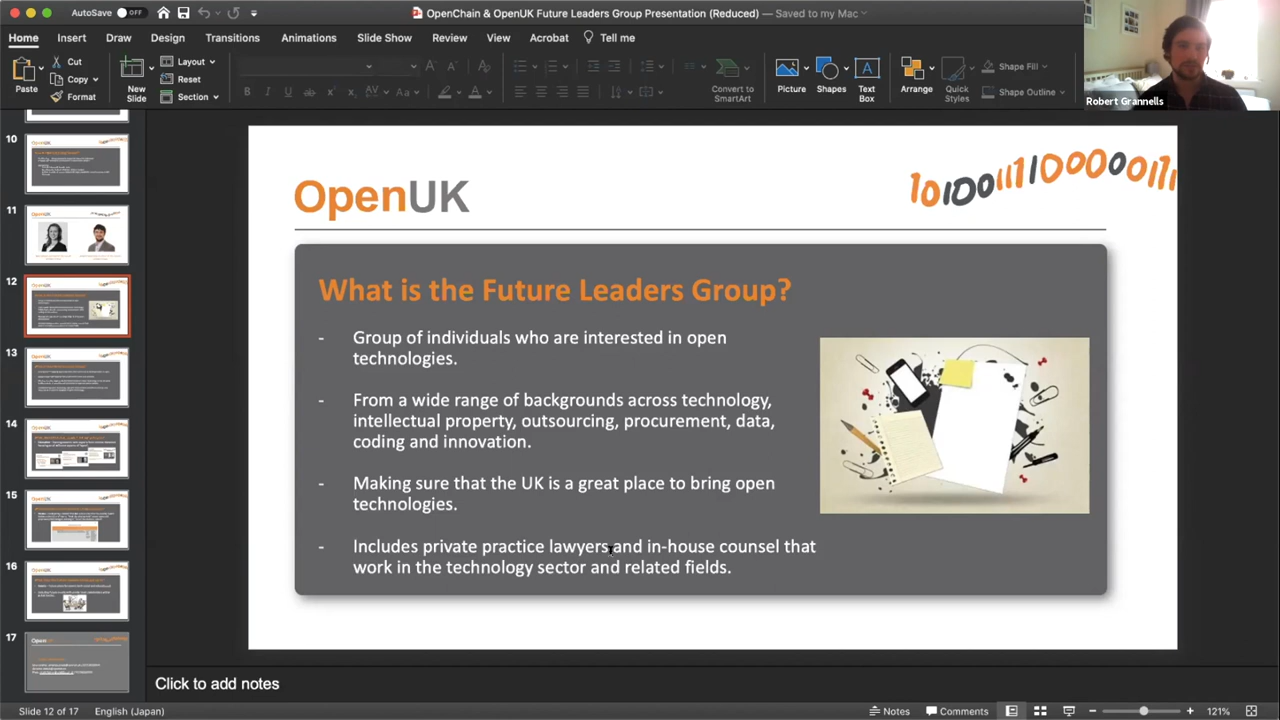 AutoSave OFF
OpenChain & OpenUK Future Leaders Group Presentation (Reduced) — Saved to my Mac
Home Insert Draw Design Transitions Animations Slide Show Review View Acrobat Tell me
Paste
Cut
Copy
Format
New Slide
Layout
Reset
Section
Convert to SmartArt
Picture
Shapes
Text Box
Arrange
Quick Styles
Shape Fill
Shape Outline
Robert Grannells
10
11
12
13
14
15
16
17
OpenUK
10100111100000111
What is the Future Leaders Group?
- Group of individuals who are interested in open
technologies.
- From a wide range of backgrounds across technology,
intellectual property, outsourcing, procurement, data,
coding and innovation.
- Making sure that the UK is a great place to bring open
technologies.
- Includes private practice lawyers and in-house counsel that
work in the technology sector and related fields.
Click to add notes
Slide 12 of 17 English (Japan) Notes Comments 121%